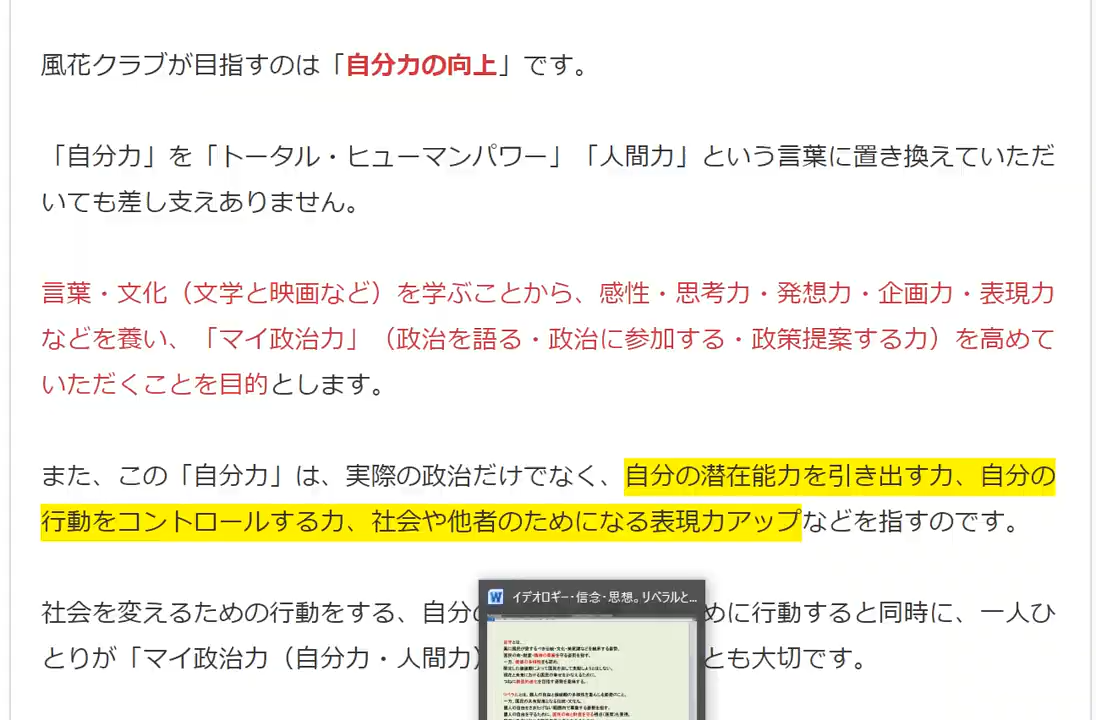 風花クラブが目指すのは「自分力の向上」です。
「自分力」を「トータル・ヒューマンパワー」「人間力」という言葉に置き換えていただ
いても差し支えありません。
言葉・文化（文学と映画など）を学ぶことから、感性・思考力・発想力・企画力・表現力
などを養い、「マイ政治力」（政治を語る・政治に参加する・政策提案する力）を高めて
いただくことを目的とします。
また、この「自分力」は、実際の政治だけでなく、自分の潜在能力を引き出す力、自分の
行動をコントロールする力、社会や他者のためになる表現力アップなどを指すのです。
社会を変えるための行動をする、自分の
めに行動すると同時に、一人ひ
とりが「マイ政治力（自分力・人間力）
とも大切です。
W イデオロギー・信念・思想。リベラルと...